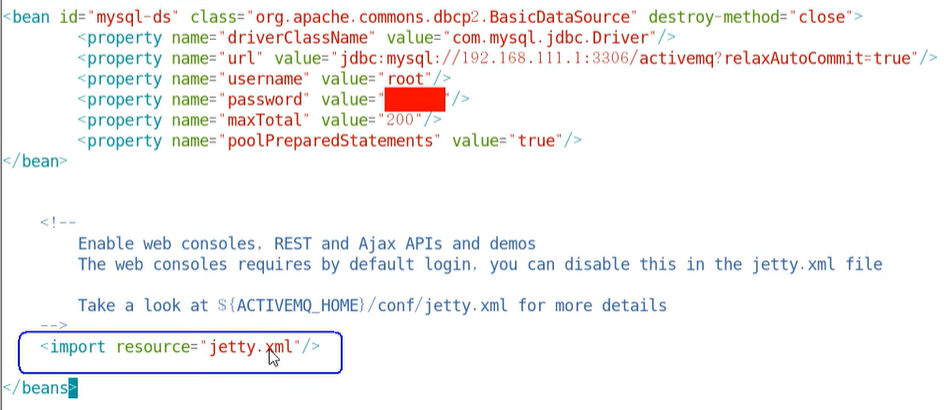 <bean id="mysql-ds" class="org.apache.commons.dbcp2.BasicDataSource" destroy-method="close">
<property name="driverClassName" value="com.mysql.jdbc.Driver"/>
<property name="url" value="jdbc:mysql://192.168.111.1:3306/activemq?relaxAutoCommit=true"/>
<property name="username" value="root"/>
<property name="password" value=" "/>
<property name="maxTotal" value="200"/>
<property name="poolPreparedStatements" value="true"/>
</bean>
<!--
Enable web consoles, REST and Ajax APIs and demos
The web consoles requires by default login, you can disable this in the jetty.xml file
Take a look at ${ACTIVEMQ_HOME}/conf/jetty.xml for more details
-->
<import resource="jetty.xml"/>
</beans>